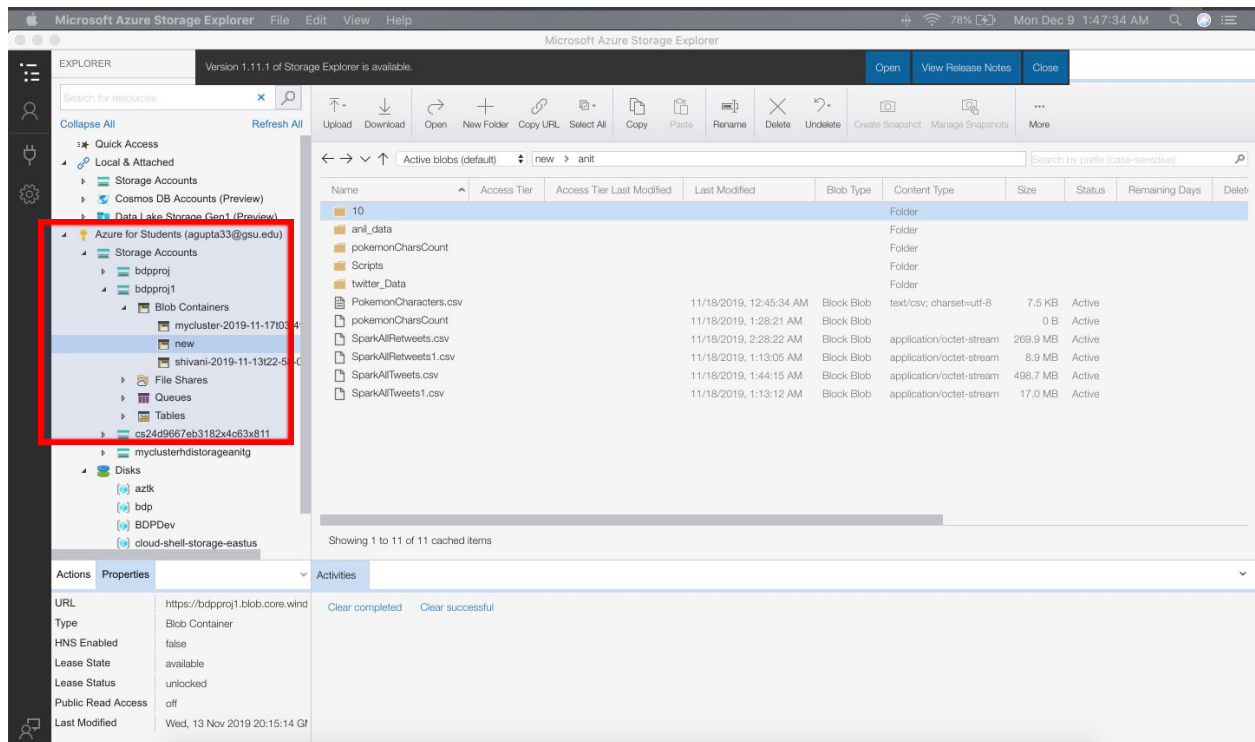 Microsoft Azure Storage Explorer File Edit View Help 78% Mon Dec 9 1:47:34 AM
Microsoft Azure Storage Explorer
EXPLORER
Version 1.11.1 of Storage Explorer is available. Open View Release Notes Close
Search for resources
Collapse All Refresh All
Upload Download Open New Folder Copy URL Select All Copy Paste Rename Delete Undelete Create Snapshot Manage Snapshots More
Quick Access
Local & Attached
Storage Accounts
Cosmos DB Accounts (Preview)
Data Lake Storage Gen1 (Preview)
Azure for Students (agupta33@gsu.edu)
Storage Accounts
bdpproj
bdpproj1
Blob Containers
mycluster-2019-11-17t03
new
shivani-2019-11-13t22-5
File Shares
Queues
Tables
cs24d9667eb3182x4c63x811
myclusterhdistorageanitg
Disks
aztk
bdp
BDPDev
cloud-shell-storage-eastus
Active blobs (default) new > anit
Search by prefix (case-sensitive)
Name Access Tier Access Tier Last Modified Last Modified Blob Type Content Type Size Status Remaining Days Delet
10 Folder
anil_data Folder
pokemonCharsCount Folder
Scripts Folder
twitter_Data Folder
PokemonCharacters.csv 11/18/2019, 12:45:34 AM Block Blob text/csv; charset=utf-8 7.5 KB Active
pokemonCharsCount 11/18/2019, 1:28:21 AM Block Blob 0 B Active
SparkAllRetweets.csv 11/18/2019, 2:28:22 AM Block Blob application/octet-stream 269.9 MB Active
SparkAllRetweets1.csv 11/18/2019, 1:13:05 AM Block Blob application/octet-stream 8.9 MB Active
SparkAllTweets.csv 11/18/2019, 1:44:15 AM Block Blob application/octet-stream 498.7 MB Active
SparkAllTweets1.csv 11/18/2019, 1:13:12 AM Block Blob application/octet-stream 17.0 MB Active
Showing 1 to 11 of 11 cached items
Actions Properties
URL https://bdpproj1.blob.core.wind
Type Blob Container
HNS Enabled false
Lease State available
Lease Status unlocked
Public Read Access off
Last Modified Wed, 13 Nov 2019 20:15:14 G
Activities
Clear completed Clear successful